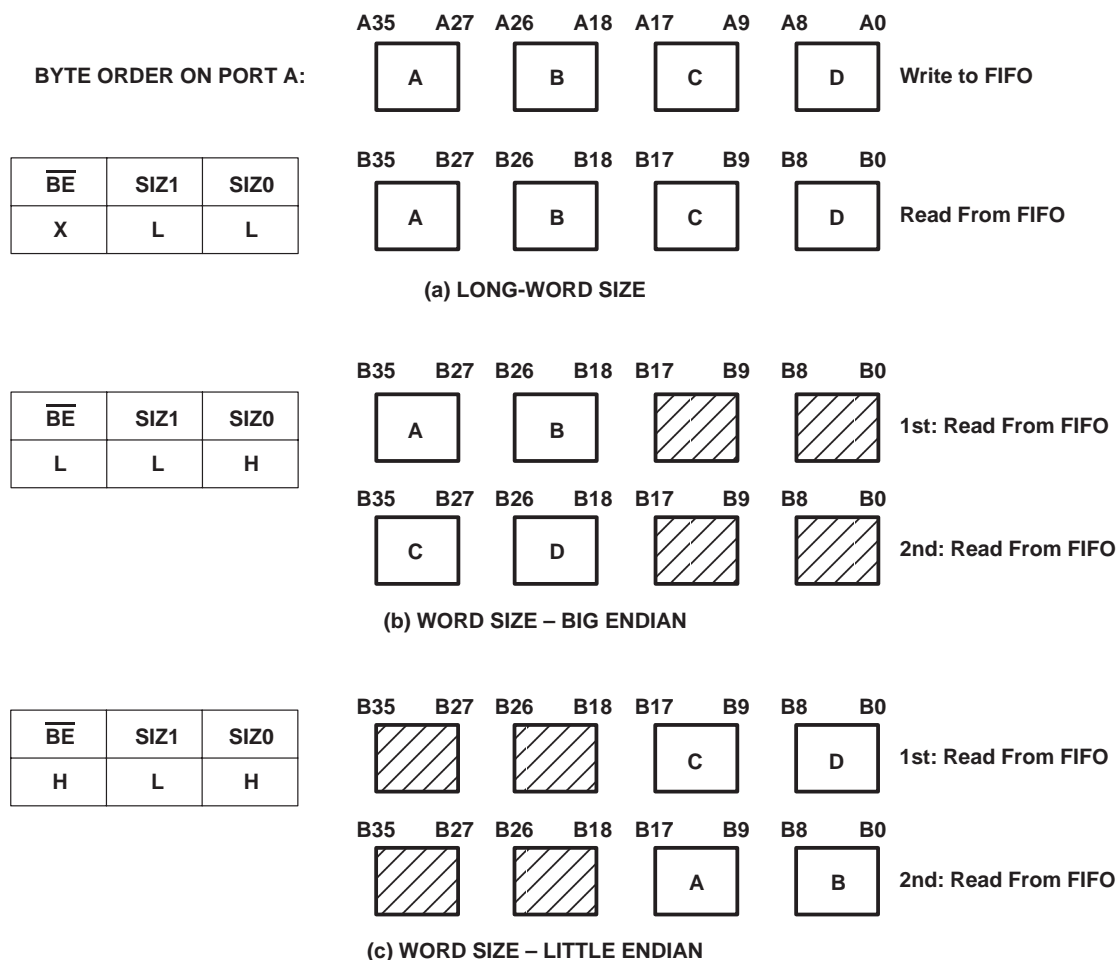 A35 A27 A26 A18 A17 A9 A8 A0
BYTE ORDER ON PORT A: A B C D Write to FIFO
B35 B27 B26 B18 B17 B9 B8 B0
BE SIZ1 SIZ0
X L L
A B C D Read From FIFO
(a) LONG-WORD SIZE
B35 B27 B26 B18 B17 B9 B8 B0
BE SIZ1 SIZ0
L L H
A B 1st: Read From FIFO
B35 B27 B26 B18 B17 B9 B8 B0
C D 2nd: Read From FIFO
(b) WORD SIZE – BIG ENDIAN
B35 B27 B26 B18 B17 B9 B8 B0
BE SIZ1 SIZ0
H L H
C D 1st: Read From FIFO
B35 B27 B26 B18 B17 B9 B8 B0
A B 2nd: Read From FIFO
(c) WORD SIZE – LITTLE ENDIAN